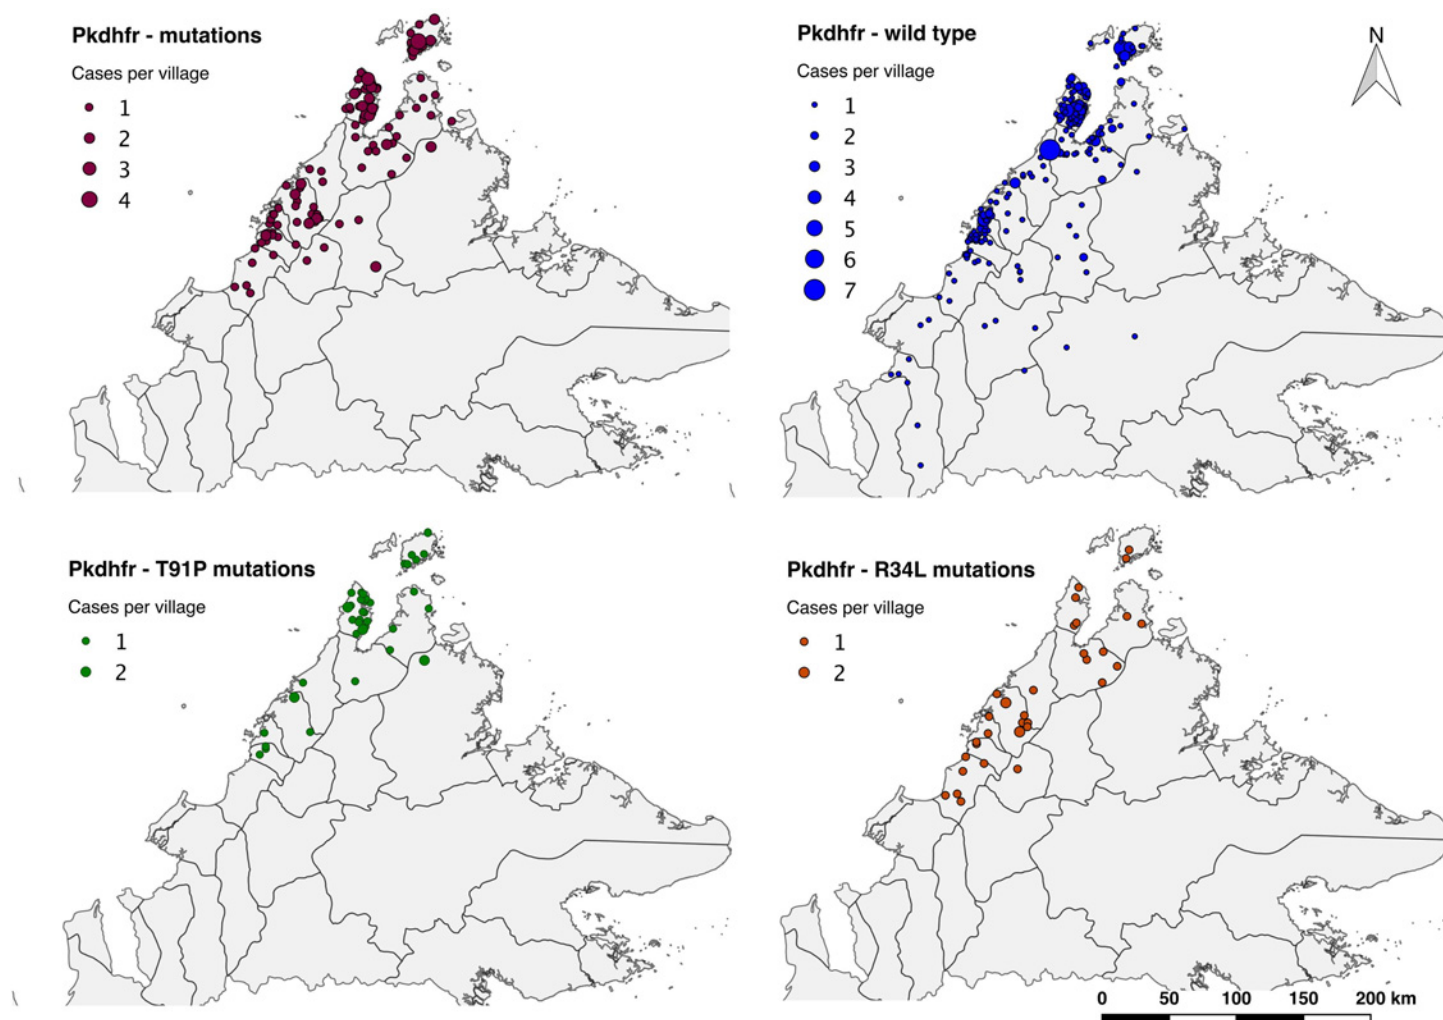 Pkdhfr - mutations
Cases per village
1
2
3
4
Pkdhfr - wild type
Cases per village
1
2
3
4
5
6
7
N
Pkdhfr - T91P mutations
Cases per village
1
2
Pkdhfr - R34L mutations
Cases per village
1
2
0 50 100 150 200 km